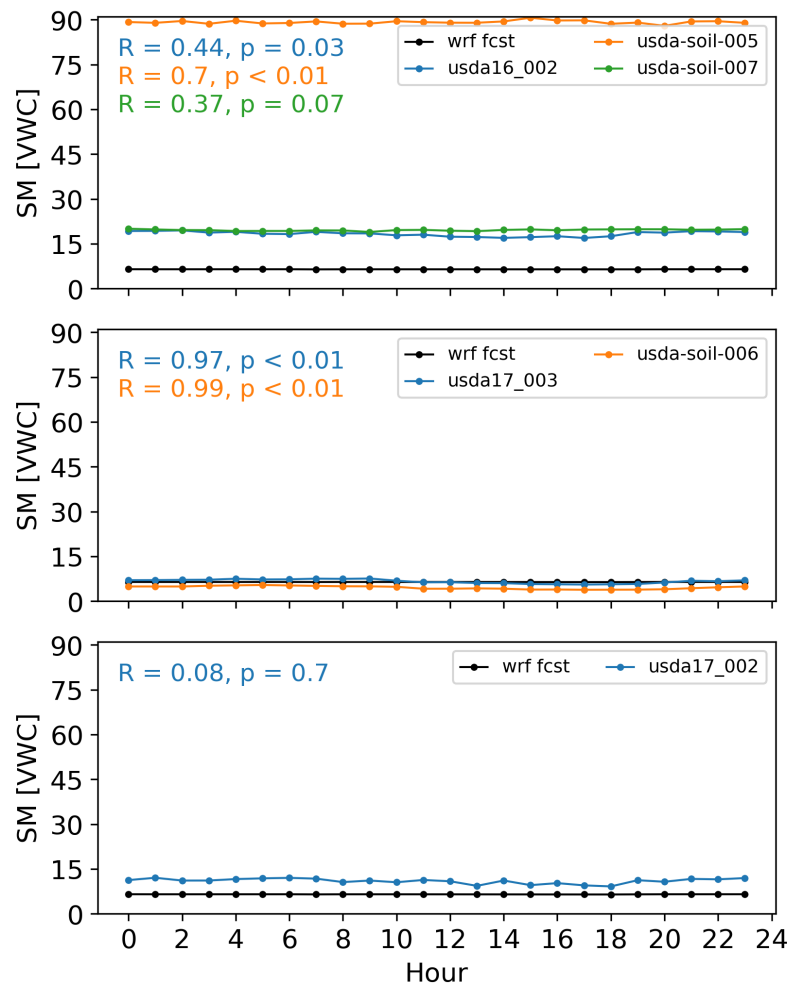 90
75
60
45
30
15
0
SM [VWC]
R = 0.44, p = 0.03
R = 0.7, p < 0.01
R = 0.37, p = 0.07
wrf fcst
usda16_002
usda-soil-005
usda-soil-007
90
75
60
45
30
15
0
SM [VWC]
R = 0.97, p < 0.01
R = 0.99, p < 0.01
wrf fcst
usda17_003
usda-soil-006
90
75
60
45
30
15
0
SM [VWC]
R = 0.08, p = 0.7
wrf fcst
usda17_002
0 2 4 6 8 10 12 14 16 18 20 22 24
Hour